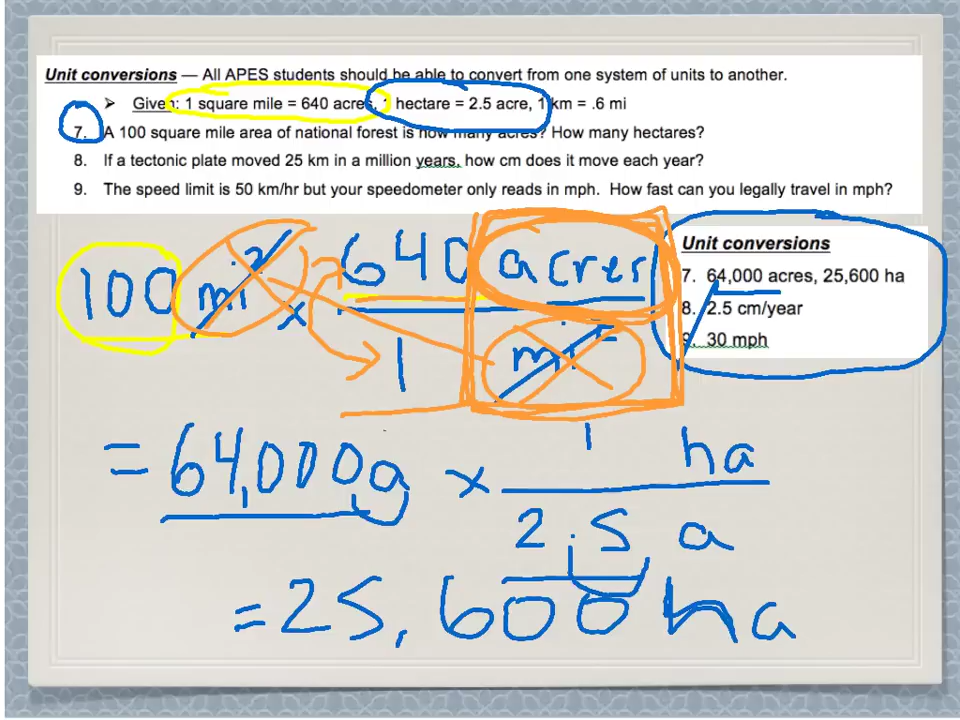 Unit conversions — All APES students should be able to convert from one system of units to another.
➢ Given: 1 square mile = 640 acres, 1 hectare = 2.5 acre, 1 km = .6 mi
7. A 100 square mile area of national forest is how many acres? How many hectares?
8. If a tectonic plate moved 25 km in a million years, how cm does it move each year?
9. The speed limit is 50 km/hr but your speedometer only reads in mph. How fast can you legally travel in mph?
Unit conversions
7. 64,000 acres, 25,600 ha
8. 2.5 cm/year
9. 30 mph
100 mi² x 640 acres
1 mi²
= 64,000 a x 1 ha
2.5 a
= 25,600 ha